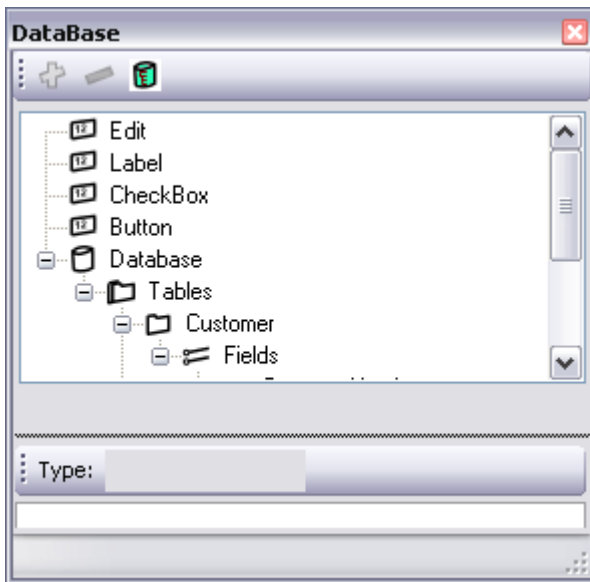 DataBase
Edit
Label
CheckBox
Button
Database
Tables
Customer
Fields
Type: